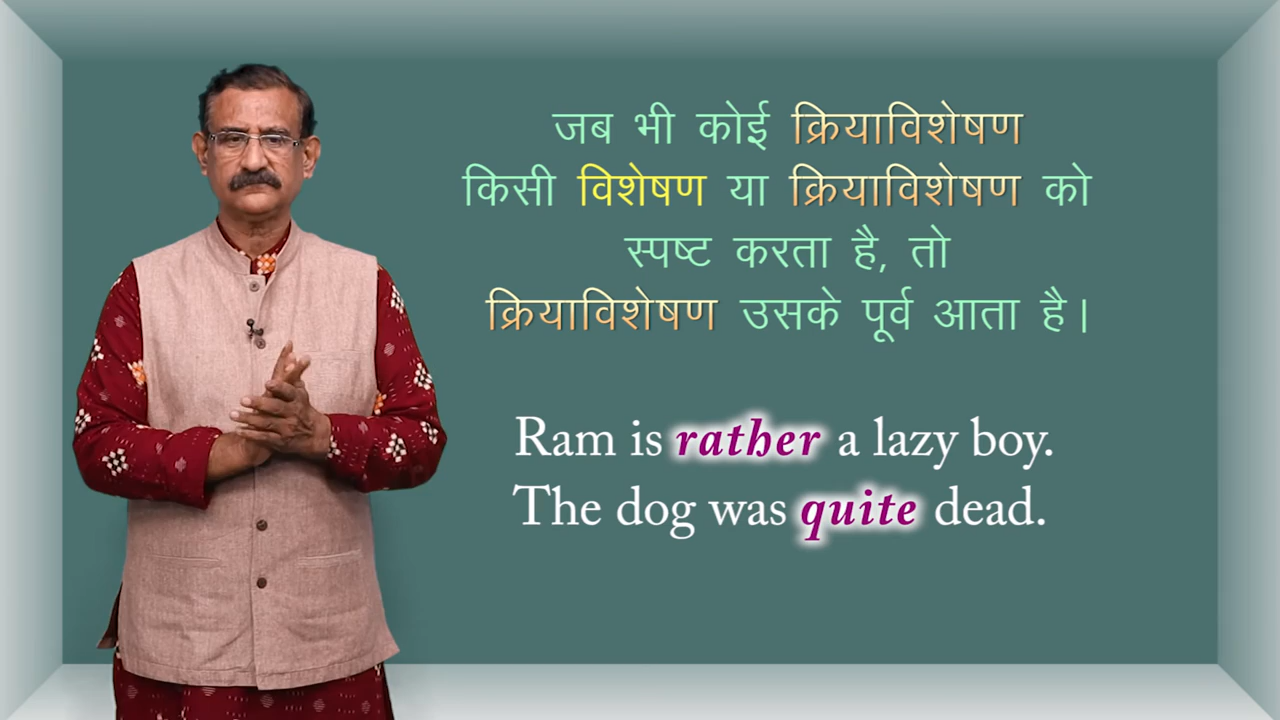 जब भी कोई क्रियाविशेषण
किसी विशेषण या क्रियाविशेषण को
स्पष्ट करता है, तो
क्रियाविशेषण उसके पूर्व आता है।
Ram is rather a lazy boy.
The dog was quite dead.